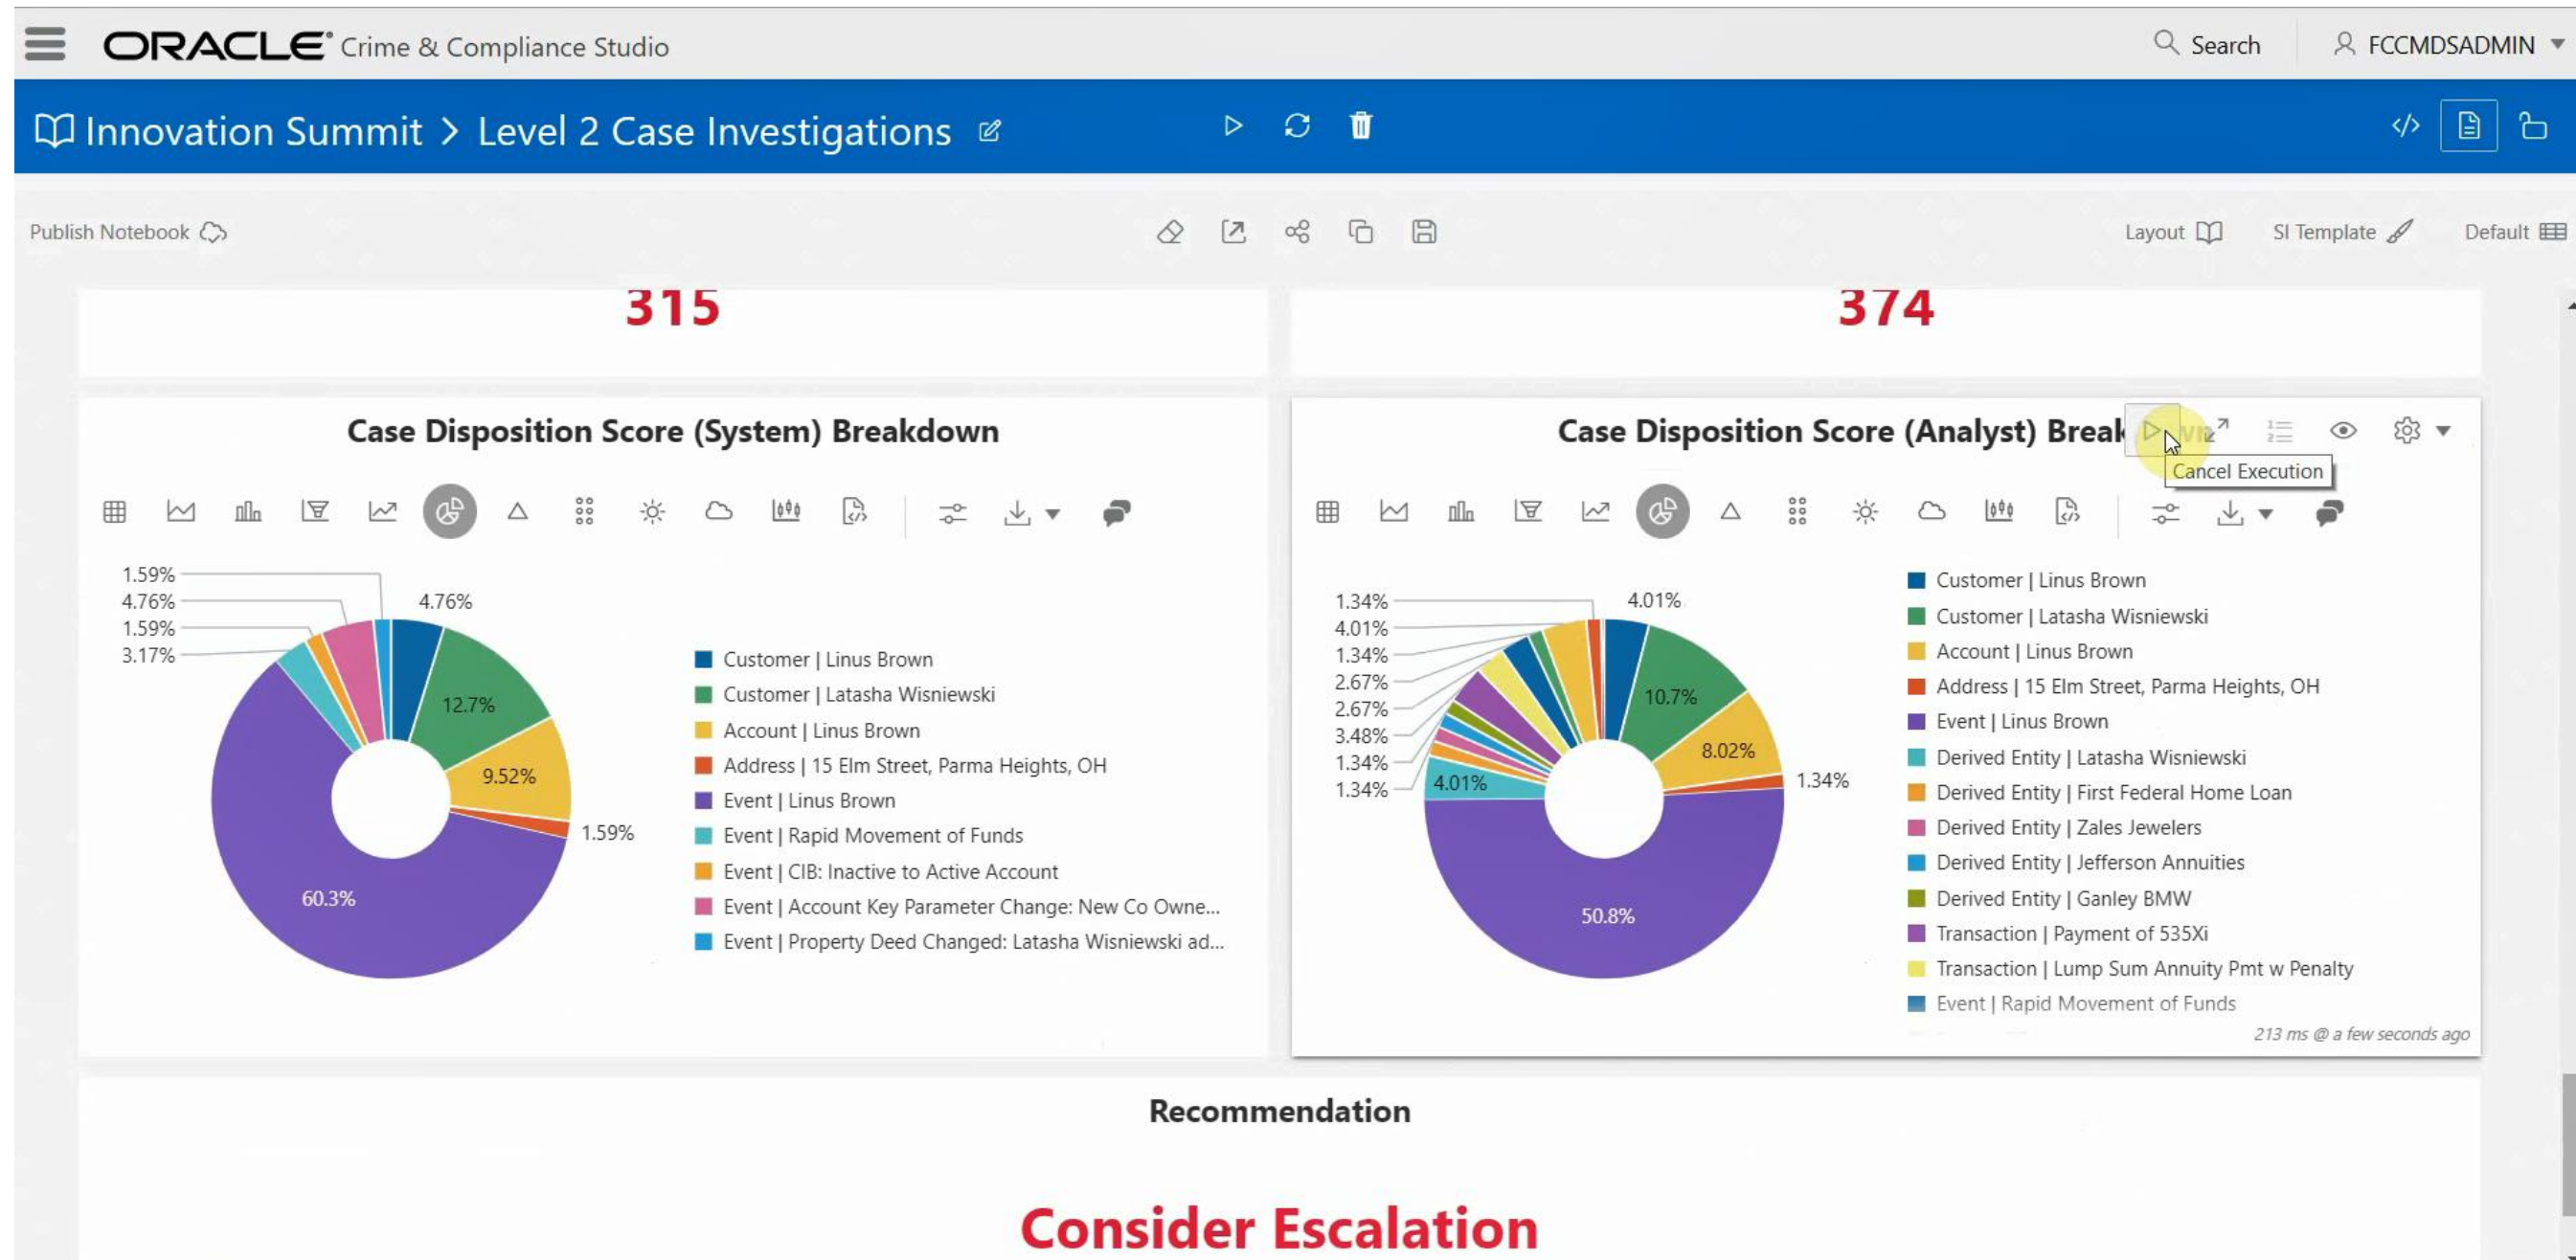 ORACLE® Crime & Compliance Studio
Search
FCCMDSADMIN
Innovation Summit > Level 2 Case Investigations
</>
Publish Notebook
Layout
SI Template
Default
315
374
Case Disposition Score (System) Breakdown
1.59%
4.76%
1.59%
3.17%
4.76%
12.7%
9.52%
1.59%
60.3%
Customer | Linus Brown
Customer | Latasha Wisniewski
Account | Linus Brown
Address | 15 Elm Street, Parma Heights, OH
Event | Linus Brown
Event | Rapid Movement of Funds
Event | CIB: Inactive to Active Account
Event | Account Key Parameter Change: New Co Owne...
Event | Property Deed Changed: Latasha Wisniewski ad...
Case Disposition Score (Analyst) Break
Cancel Execution
1.34%
4.01%
1.34%
2.67%
2.67%
3.48%
1.34%
1.34%
4.01%
4.01%
10.7%
8.02%
1.34%
50.8%
Customer | Linus Brown
Customer | Latasha Wisniewski
Account | Linus Brown
Address | 15 Elm Street, Parma Heights, OH
Event | Linus Brown
Derived Entity | Latasha Wisniewski
Derived Entity | First Federal Home Loan
Derived Entity | Zales Jewelers
Derived Entity | Jefferson Annuities
Derived Entity | Ganley BMW
Transaction | Payment of 535Xi
Transaction | Lump Sum Annuity Pmt w Penalty
Event | Rapid Movement of Funds
213 ms @ a few seconds ago
Recommendation
Consider Escalation